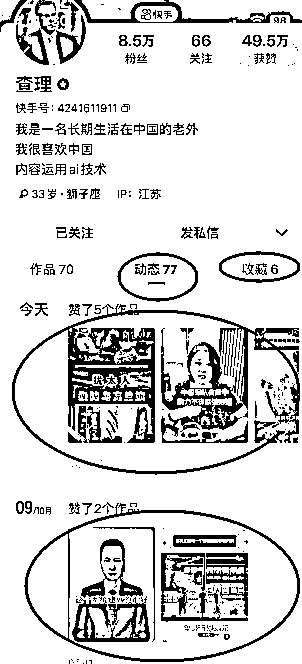 快手
98
8.5万 66 49.5万
粉丝 关注 获赞
查理
快手号：4241611911
我是一名长期生活在中国的老外
我很喜欢中国
内容运用ai技术
33岁·狮子座 IP：江苏
已关注 发私信
作品 70 动态 77 收藏 6
今天 赞了5个作品
09/10月 赞了2个作品